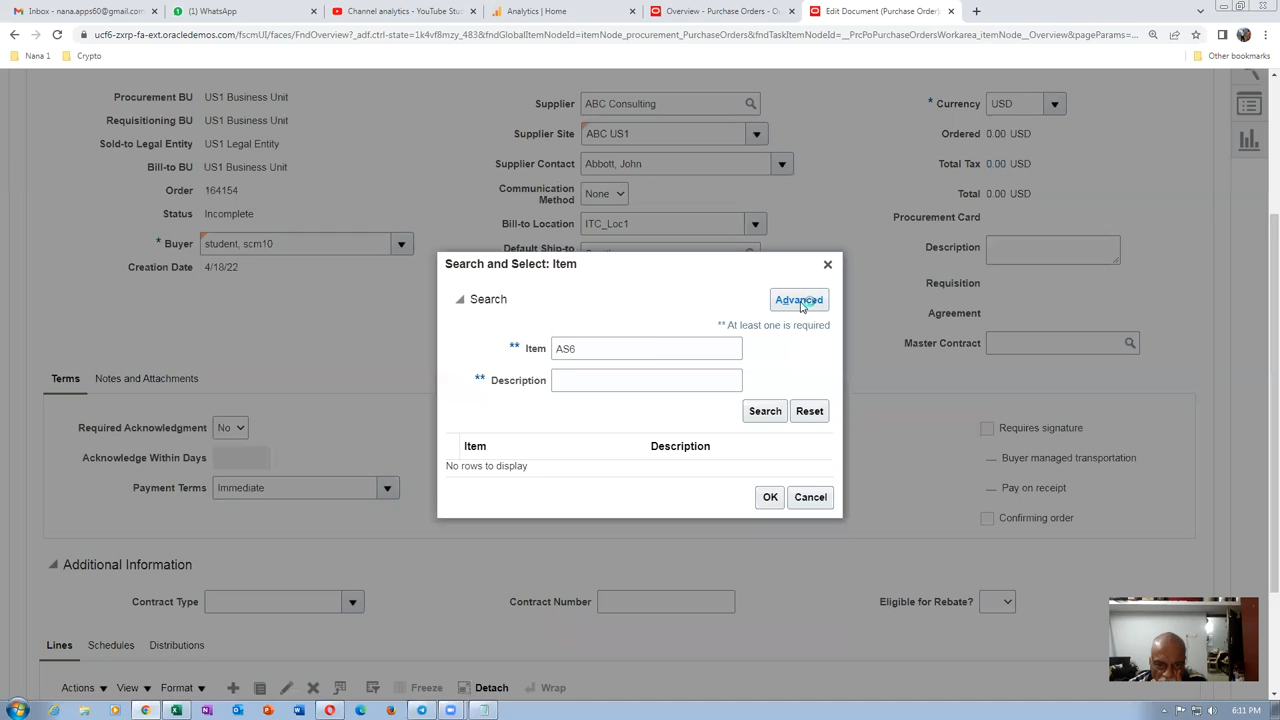 Inbox - nana.apps60@gmail.com
(1) WhatsApp
Channel analytics - YouTube Stu
Analytics | Home
Overview - Purchase Orders - O
Edit Document (Purchase Order)
ucf6-zxrp-fa-ext.oracledemos.com/fscmUI/faces/FndOverview?_adf.ctrl-state=1k4vf8mzy_483&fndGlobalItemNodeId=itemNode_procurement_PurchaseOrders&fndTaskItemNodeId=__PrcPoPurchaseOrdersWorkarea_itemNode__Overview&pageParams=...
Nana 1
Crypto
Other bookmarks
Procurement BU US1 Business Unit
Requisitioning BU US1 Business Unit
Sold-to Legal Entity US1 Legal Entity
Bill-to BU US1 Business Unit
Order 164154
Status Incomplete
* Buyer student, scm10
Creation Date 4/18/22
Supplier ABC Consulting
Supplier Site ABC US1
Supplier Contact Abbott, John
Communication Method None
Bill-to Location ITC_Loc1
Default Ship-to
* Currency USD
Ordered 0.00 USD
Total Tax 0.00 USD
Total 0.00 USD
Procurement Card
Description
Requisition
Agreement
Master Contract
Search and Select: Item
Search
Advanced
** At least one is required
** Item AS6
** Description
Search Reset
Item Description
No rows to display
OK Cancel
Terms Notes and Attachments
Required Acknowledgment No
Acknowledge Within Days
Payment Terms Immediate
Requires signature
Buyer managed transportation
Pay on receipt
Confirming order
Additional Information
Contract Type
Contract Number
Eligible for Rebate?
Lines Schedules Distributions
Actions View Format Freeze Detach Wrap
6:11 PM